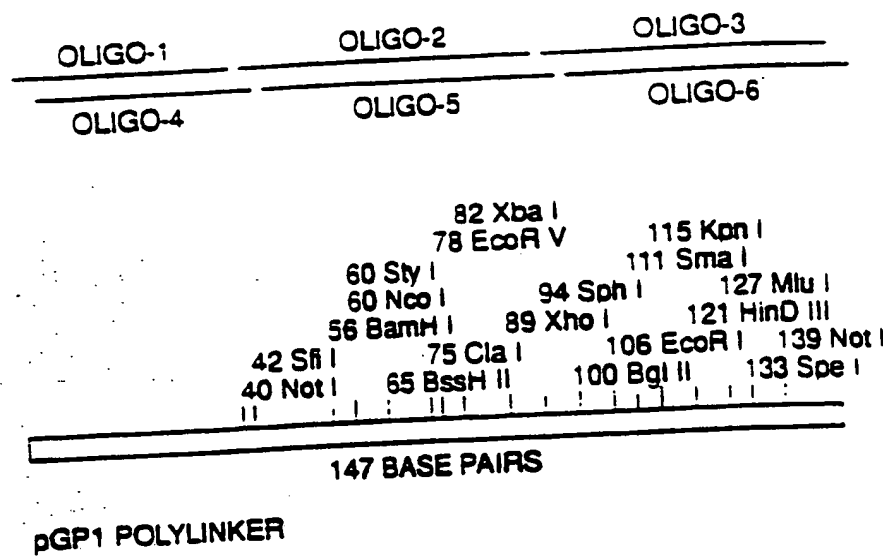 OLIGO-1 OLIGO-2 OLIGO-3
OLIGO-4 OLIGO-5 OLIGO-6
82 Xba I
78 EcoR V 115 Kpn I
60 Sty I 111 Sma I
60 Nco I 94 Sph I 127 Mlu I
56 BamH I 89 Xho I 121 HinD III
42 Sfi I 75 Cla I 106 EcoR I 139 Not I
40 Not I 65 BssH II 100 Bgl II 133 Spe I
147 BASE PAIRS
pGP1 POLYLINKER